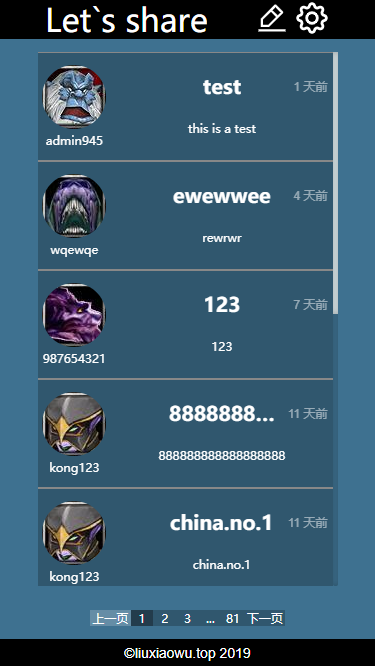 Let`s share
test
1 天前
this is a test
admin945
ewewwee
4 天前
rewrwr
wqewqe
123
7 天前
123
987654321
8888888...
11 天前
888888888888888888
kong123
china.no.1
11 天前
china.no.1
kong123
上一页 1 2 3 ... 81 下一页
©liuxiaowu.top 2019